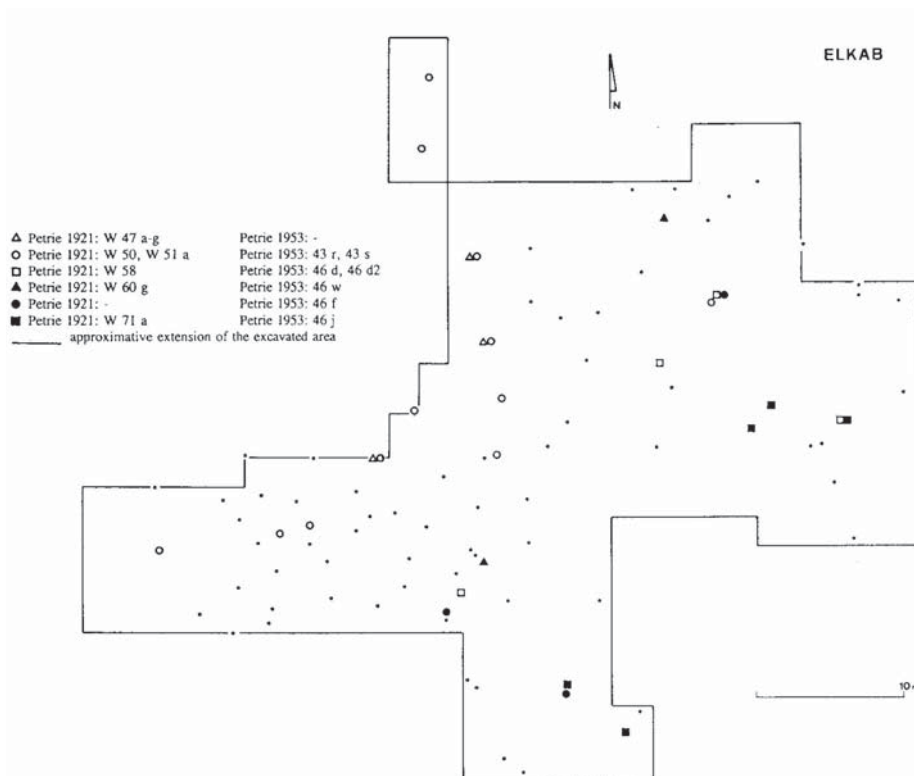 ELKAB
N
△ Petrie 1921: W 47 a-g Petrie 1953: -
○ Petrie 1921: W 50, W 51 a Petrie 1953: 43 r, 43 s
□ Petrie 1921: W 58 Petrie 1953: 46 d, 46 d2
▲ Petrie 1921: W 60 g Petrie 1953: 46 w
● Petrie 1921: - Petrie 1953: 46 f
■ Petrie 1921: W 71 a Petrie 1953: 46 j
approximative extension of the excavated area
10